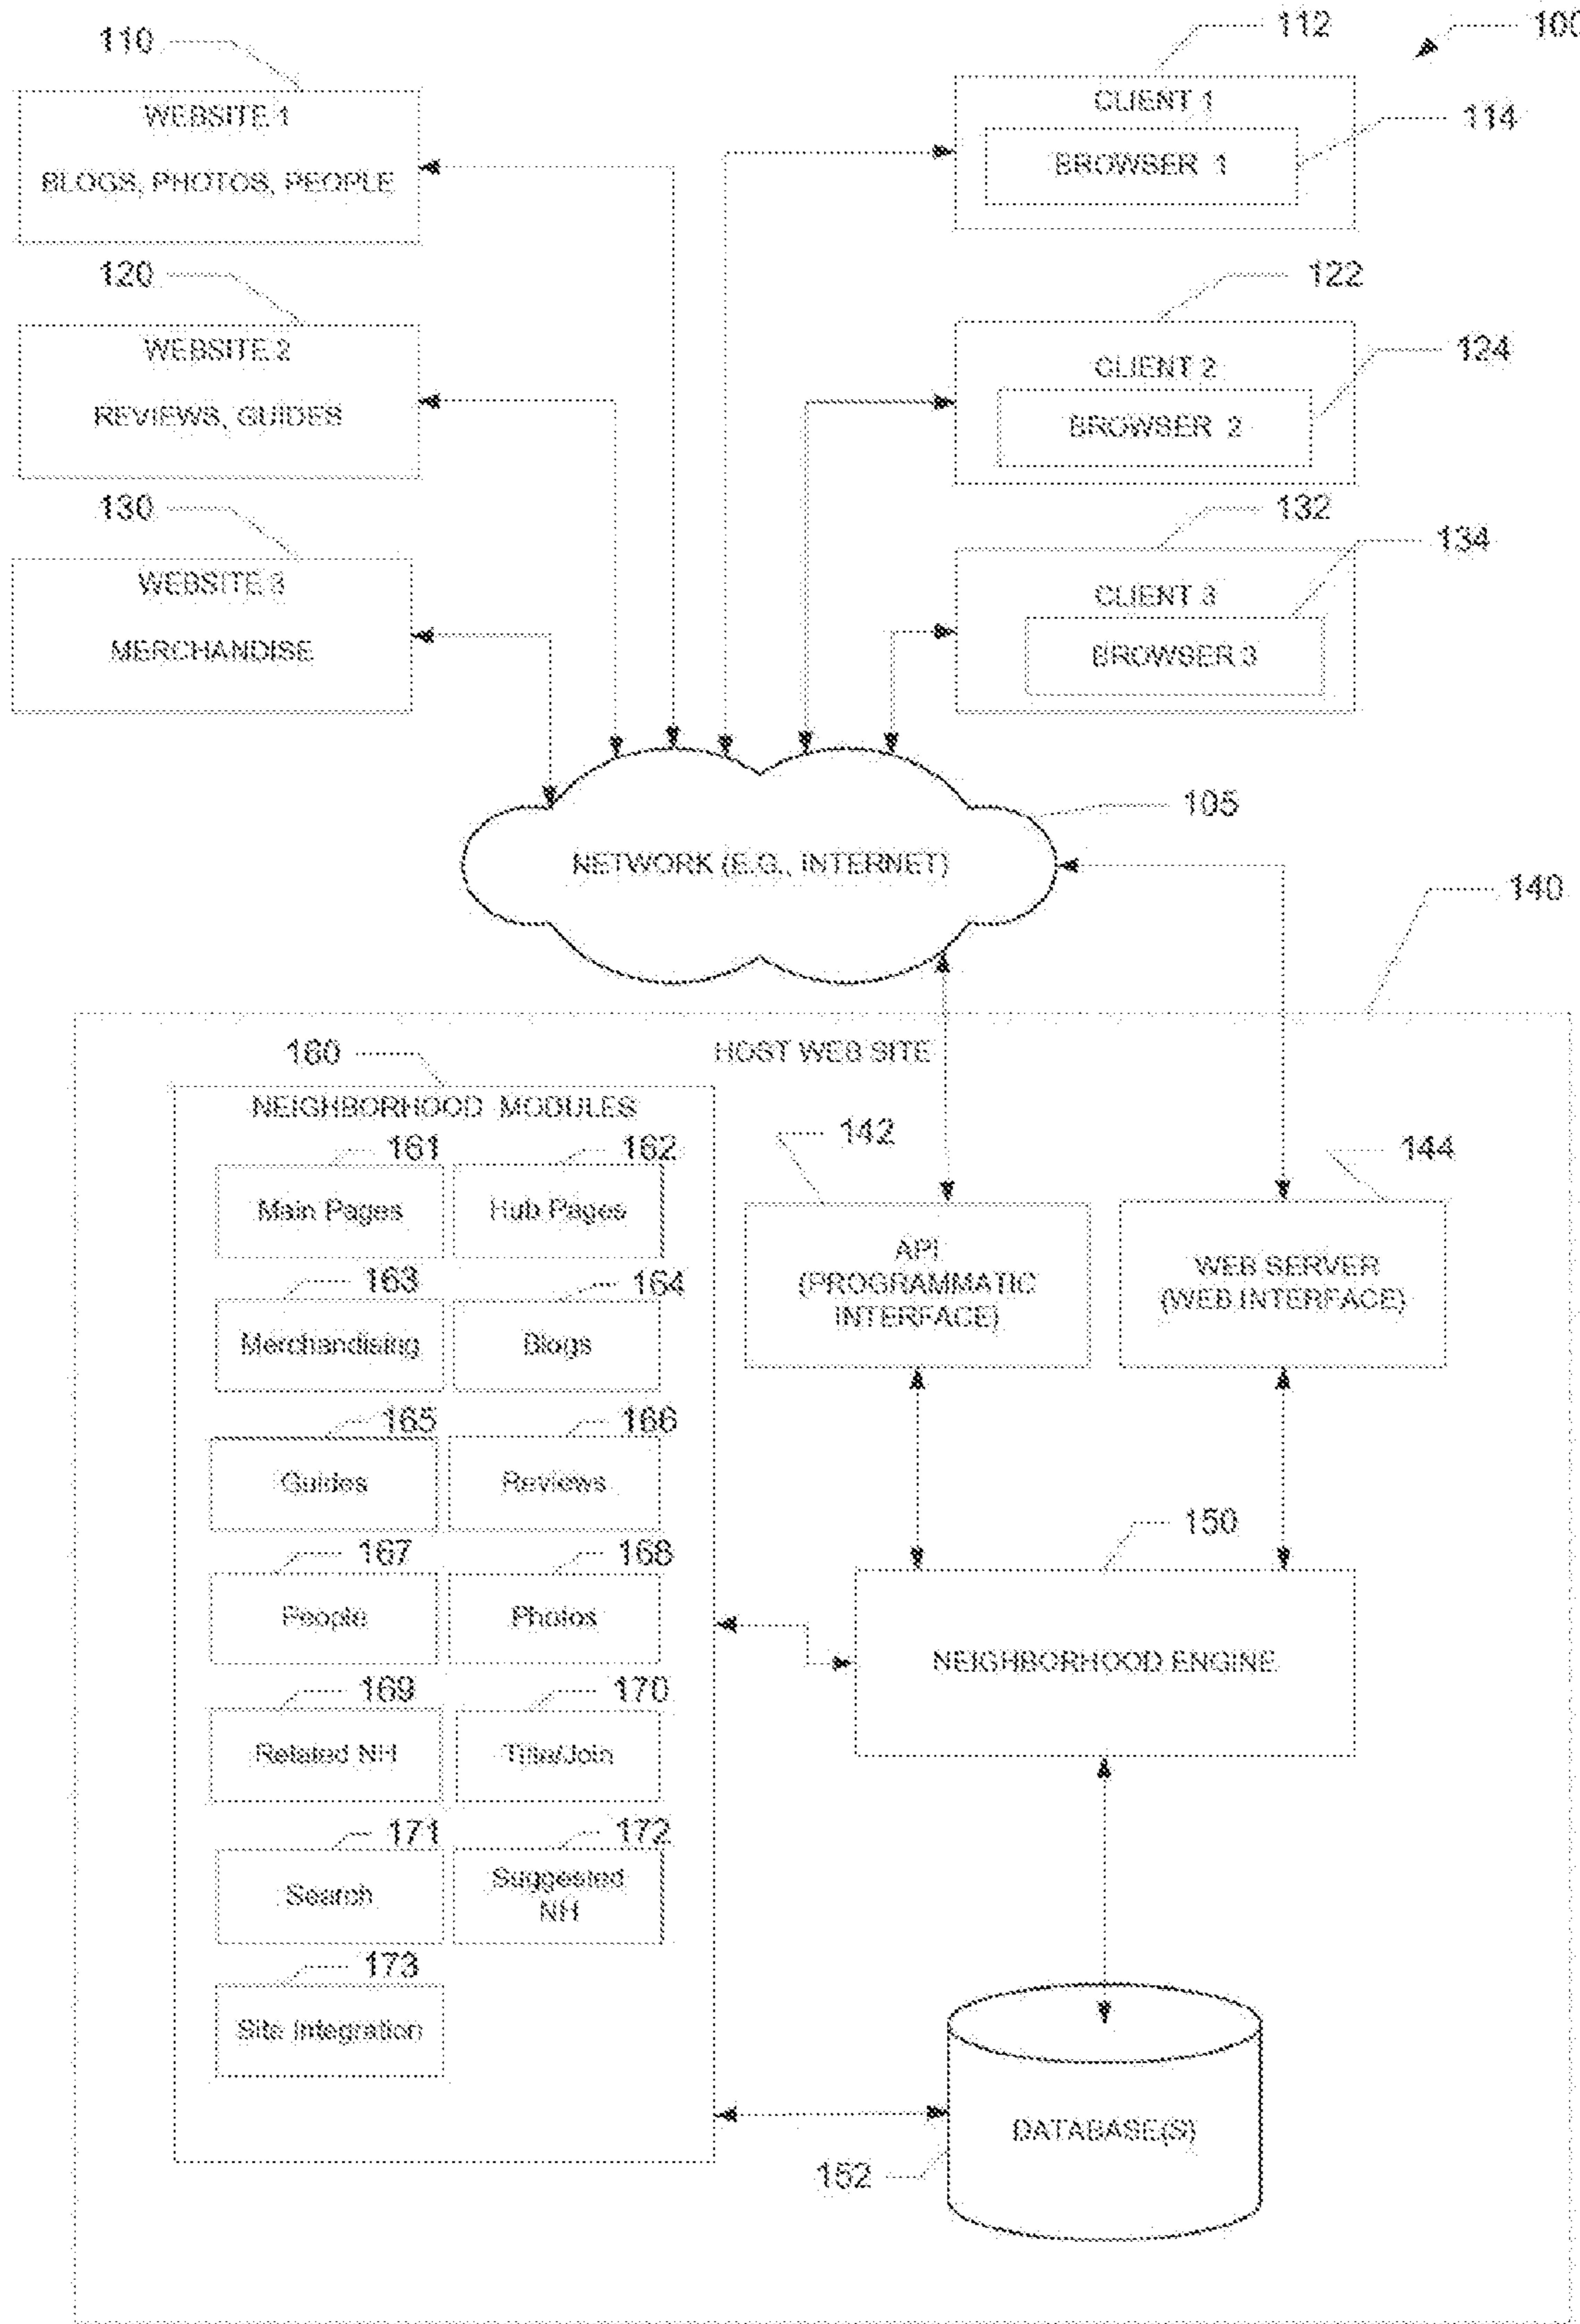 100
110
112
WEBSITE 1
BLOGS, PHOTOS, PEOPLE
CLIENT 1
114
BROWSER 1
120
122
WEBSITE 2
REVIEWS, GUIDES
CLIENT 2
124
BROWSER 2
130
132
134
WEBSITE 3
MERCHANDISE
CLIENT 3
BROWSER 3
105
NETWORK (E.G., INTERNET)
140
HOST WEB SITE
160
NEIGHBORHOOD MODULES
161
162
Main Pages
Hub Pages
163
164
Merchandising
Blogs
165
166
Guides
Reviews
167
168
People
Photos
169
170
Related NH
Title/Join
171
172
Search
Suggested
NH
173
Site Integration
142
144
API
(PROGRAMMATIC
INTERFACE)
WEB SERVER
(WEB INTERFACE)
150
NEIGHBORHOOD ENGINE
DATABASE(S)
152